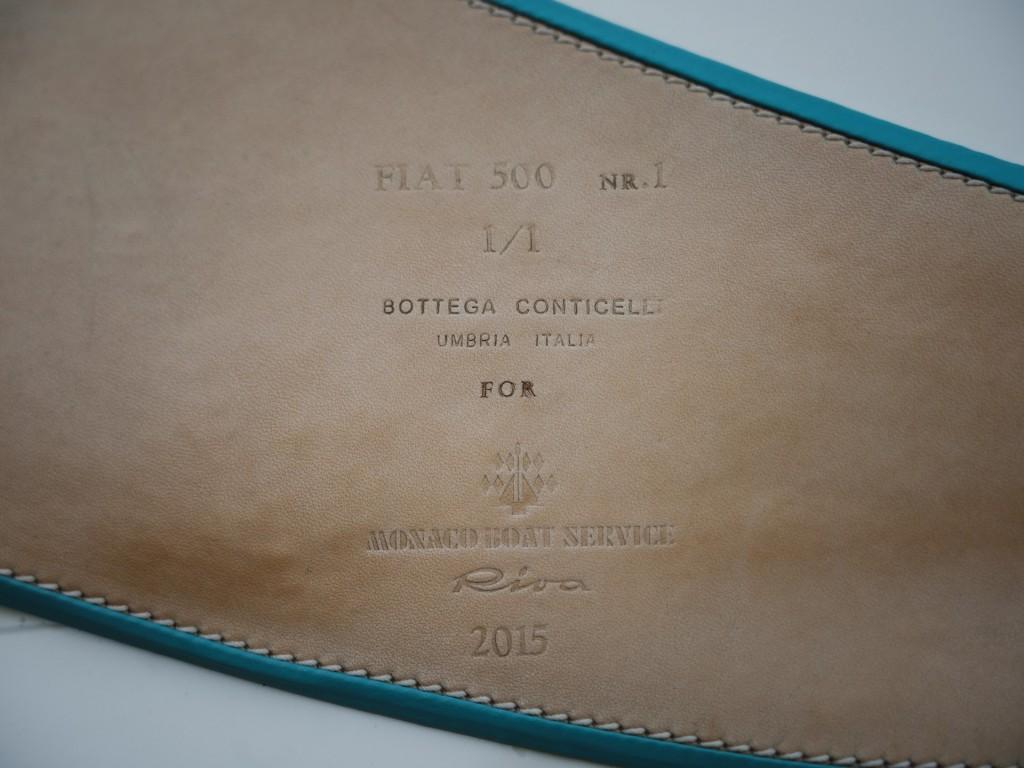 FIAT 500 NR.1
1/1
BOTTEGA CONTICELLI
UMBRIA ITALIA
FOR
MONACO BOAT SERVICE
Riva
2015